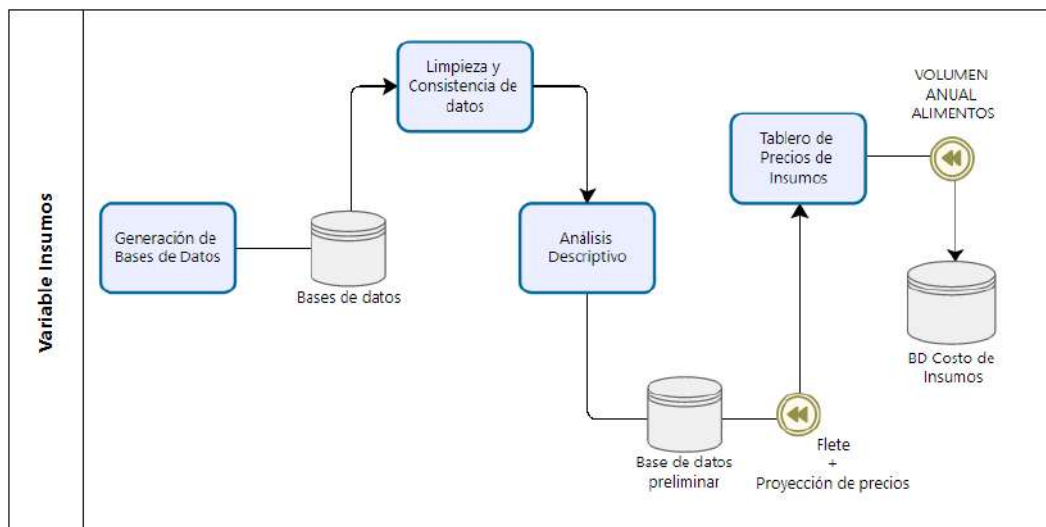 Variable Insumos
Generación de
Bases de Datos
Bases de datos
Limpieza y
Consistencia de
datos
Análisis
Descriptivo
Base de datos
preliminar
Flete
+
Proyección de precios
Tablero de
Precios de
Insumos
VOLUMEN
ANUAL
ALIMENTOS
BD Costo de
Insumos